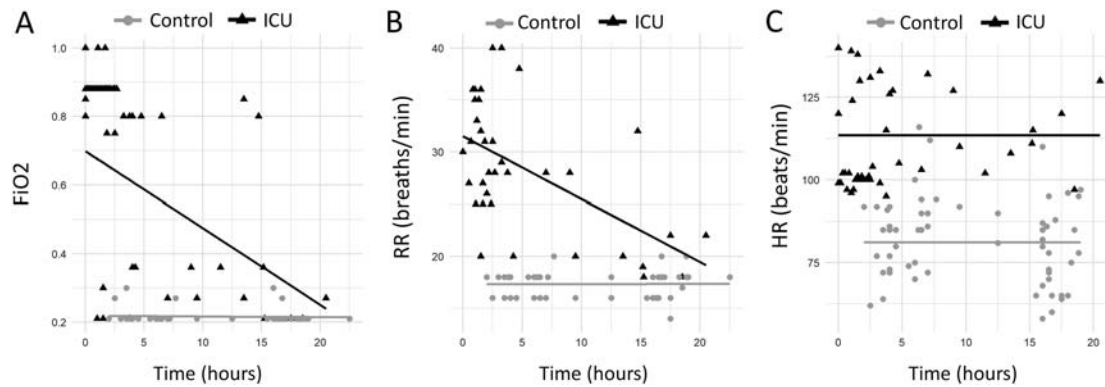 A
Control ICU
FiO2
1.0
0.8
0.6
0.4
0.2
0 5 10 15 20
Time (hours)
B
Control ICU
RR (breaths/min)
40
30
20
0 5 10 15 20
Time (hours)
C
Control ICU
HR (beats/min)
125
100
75
0 5 10 15 20
Time (hours)